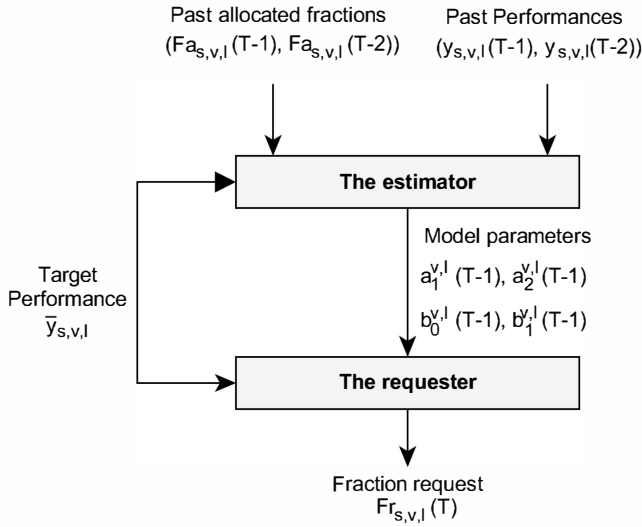 Past allocated fractions
(Fa_{s,v,l}(T-1), Fa_{s,v,l}(T-2))
Past Performances
(y_{s,v,l}(T-1), y_{s,v,l}(T-2))
The estimator
Model parameters
a_1^{v,l}(T-1), a_2^{v,l}(T-1)
b_0^{v,l}(T-1), b_1^{v,l}(T-1)
Target
Performance
ȳ_{s,v,l}
The requester
Fraction request
Fr_{s,v,l}(T)